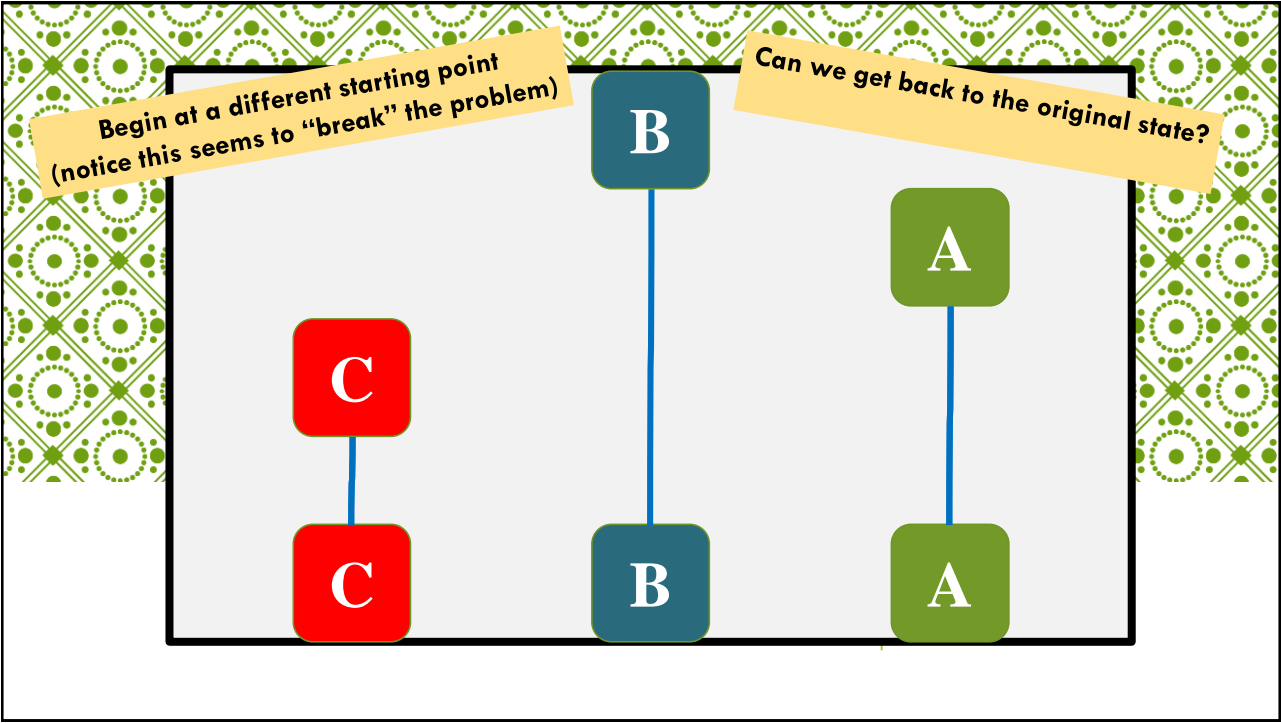 Begin at a different starting point
(notice this seems to “break” the problem)
Can we get back to the original state?
B
A
C
C
B
A